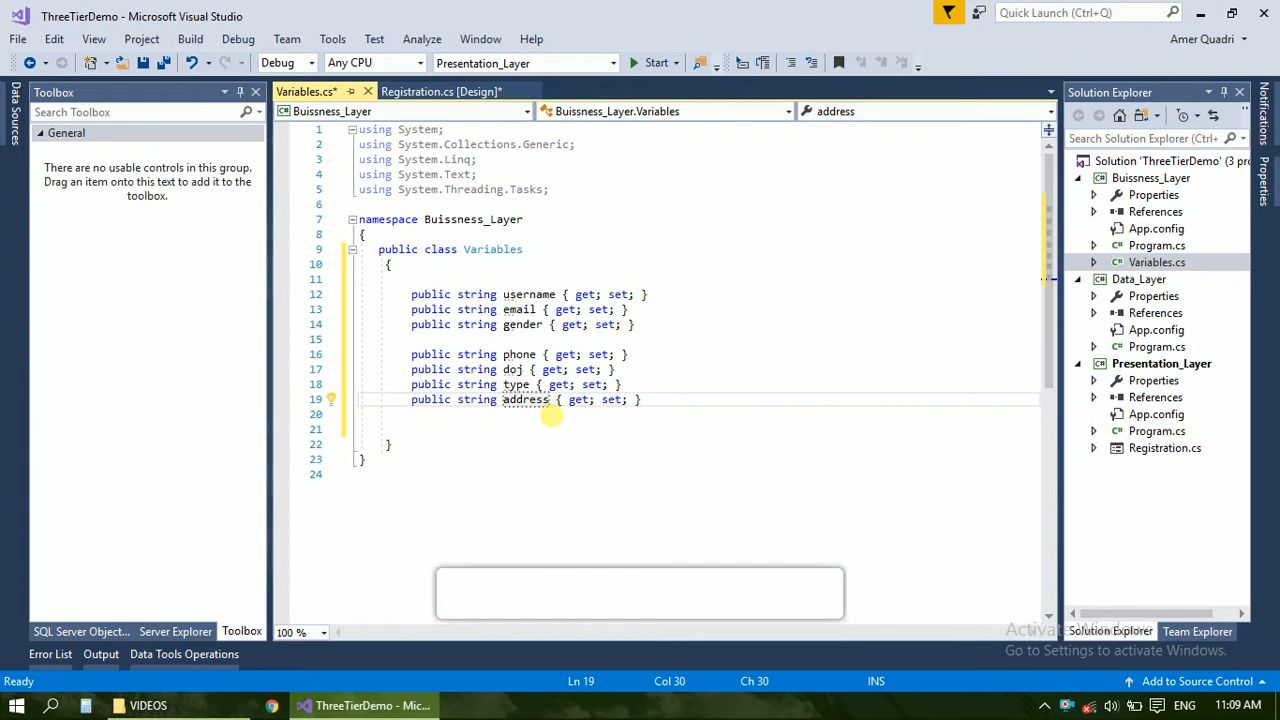 ThreeTierDemo - Microsoft Visual Studio
Quick Launch (Ctrl+Q)
File Edit View Project Build Debug Team Tools Test Analyze Window Help
Amer Quadri
Debug Any CPU Presentation_Layer Start
Data Sources
Toolbox
Search Toolbox
General
There are no usable controls in this group.
Drag an item onto this text to add it to the
toolbox.
SQL Server Object... Server Explorer Toolbox
Variables.cs* Registration.cs [Design]*
Buissness_Layer Buissness_Layer.Variables address
1 using System;
2 using System.Collections.Generic;
3 using System.Linq;
4 using System.Text;
5 using System.Threading.Tasks;
6
7 namespace Buissness_Layer
8 {
9 public class Variables
10 {
11
12 public string username { get; set; }
13 public string email { get; set; }
14 public string gender { get; set; }
15
16 public string phone { get; set; }
17 public string doj { get; set; }
18 public string type { get; set; }
19 public string address { get; set; }
20
21
22 }
23 }
24
100 %
Solution Explorer
Search Solution Explorer (Ctrl+
Solution 'ThreeTierDemo' (3 pro
Buissness_Layer
Properties
References
App.config
Program.cs
Variables.cs
Data_Layer
Properties
References
App.config
Program.cs
Presentation_Layer
Properties
References
App.config
Program.cs
Registration.cs
Solution Explorer Team Explorer
Notifications
Properties
Activate Windows
Go to Settings to activate Windows.
Error List Output Data Tools Operations
Ready Ln 19 Col 30 Ch 30 INS Add to Source Control
VIDEOS ThreeTierDemo - Mic... ENG 11:09 AM